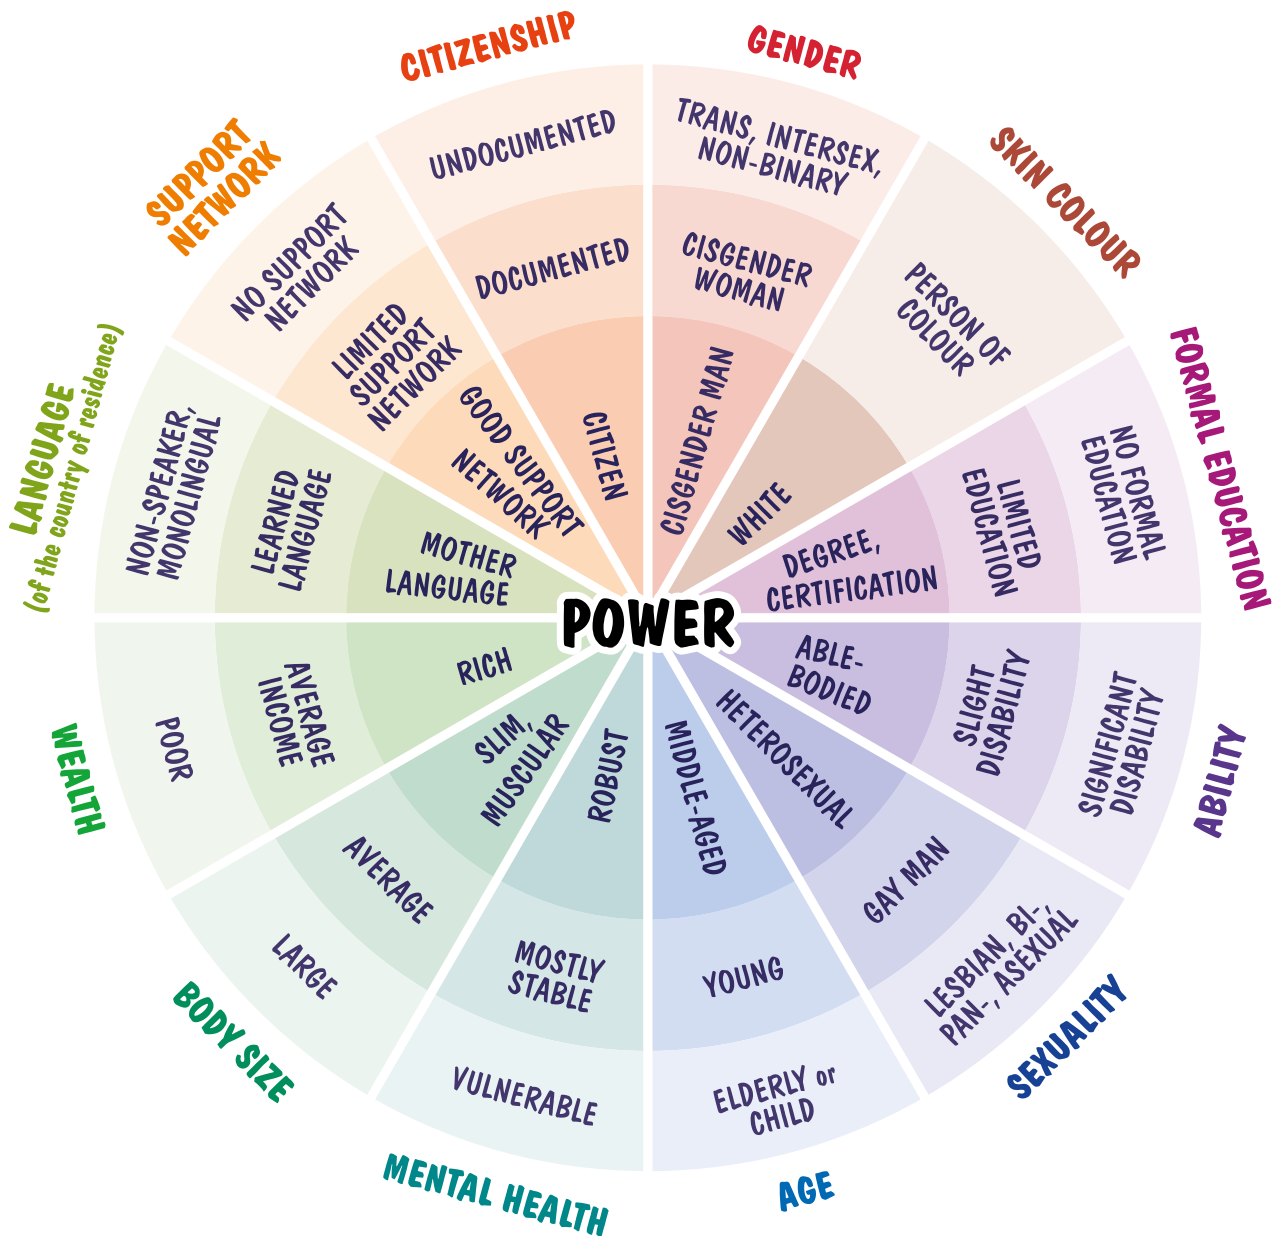 CITIZENSHIP
UNDOCUMENTED
DOCUMENTED
CITIZEN
GENDER
TRANS, INTERSEX,
NON-BINARY
CISGENDER
WOMAN
CISGENDER MAN
SKIN COLOUR
PERSON OF
COLOUR
WHITE
FORMAL EDUCATION
NO FORMAL
EDUCATION
LIMITED
EDUCATION
DEGREE,
CERTIFICATION
ABILITY
SIGNIFICANT
DISABILITY
SLIGHT
DISABILITY
ABLE-
BODIED
SEXUALITY
LESBIAN, BI-,
PAN-, ASEXUAL
GAY MAN
HETEROSEXUAL
AGE
ELDERLY or
CHILD
YOUNG
MIDDLE-AGED
MENTAL HEALTH
VULNERABLE
MOSTLY
STABLE
ROBUST
BODY SIZE
LARGE
AVERAGE
SLIM,
MUSCULAR
WEALTH
POOR
AVERAGE
INCOME
RICH
LANGUAGE
(of the country of residence)
NON-SPEAKER,
MONOLINGUAL
LEARNED
LANGUAGE
MOTHER
LANGUAGE
SUPPORT
NETWORK
NO SUPPORT
NETWORK
LIMITED
SUPPORT
NETWORK
GOOD SUPPORT
NETWORK
POWER